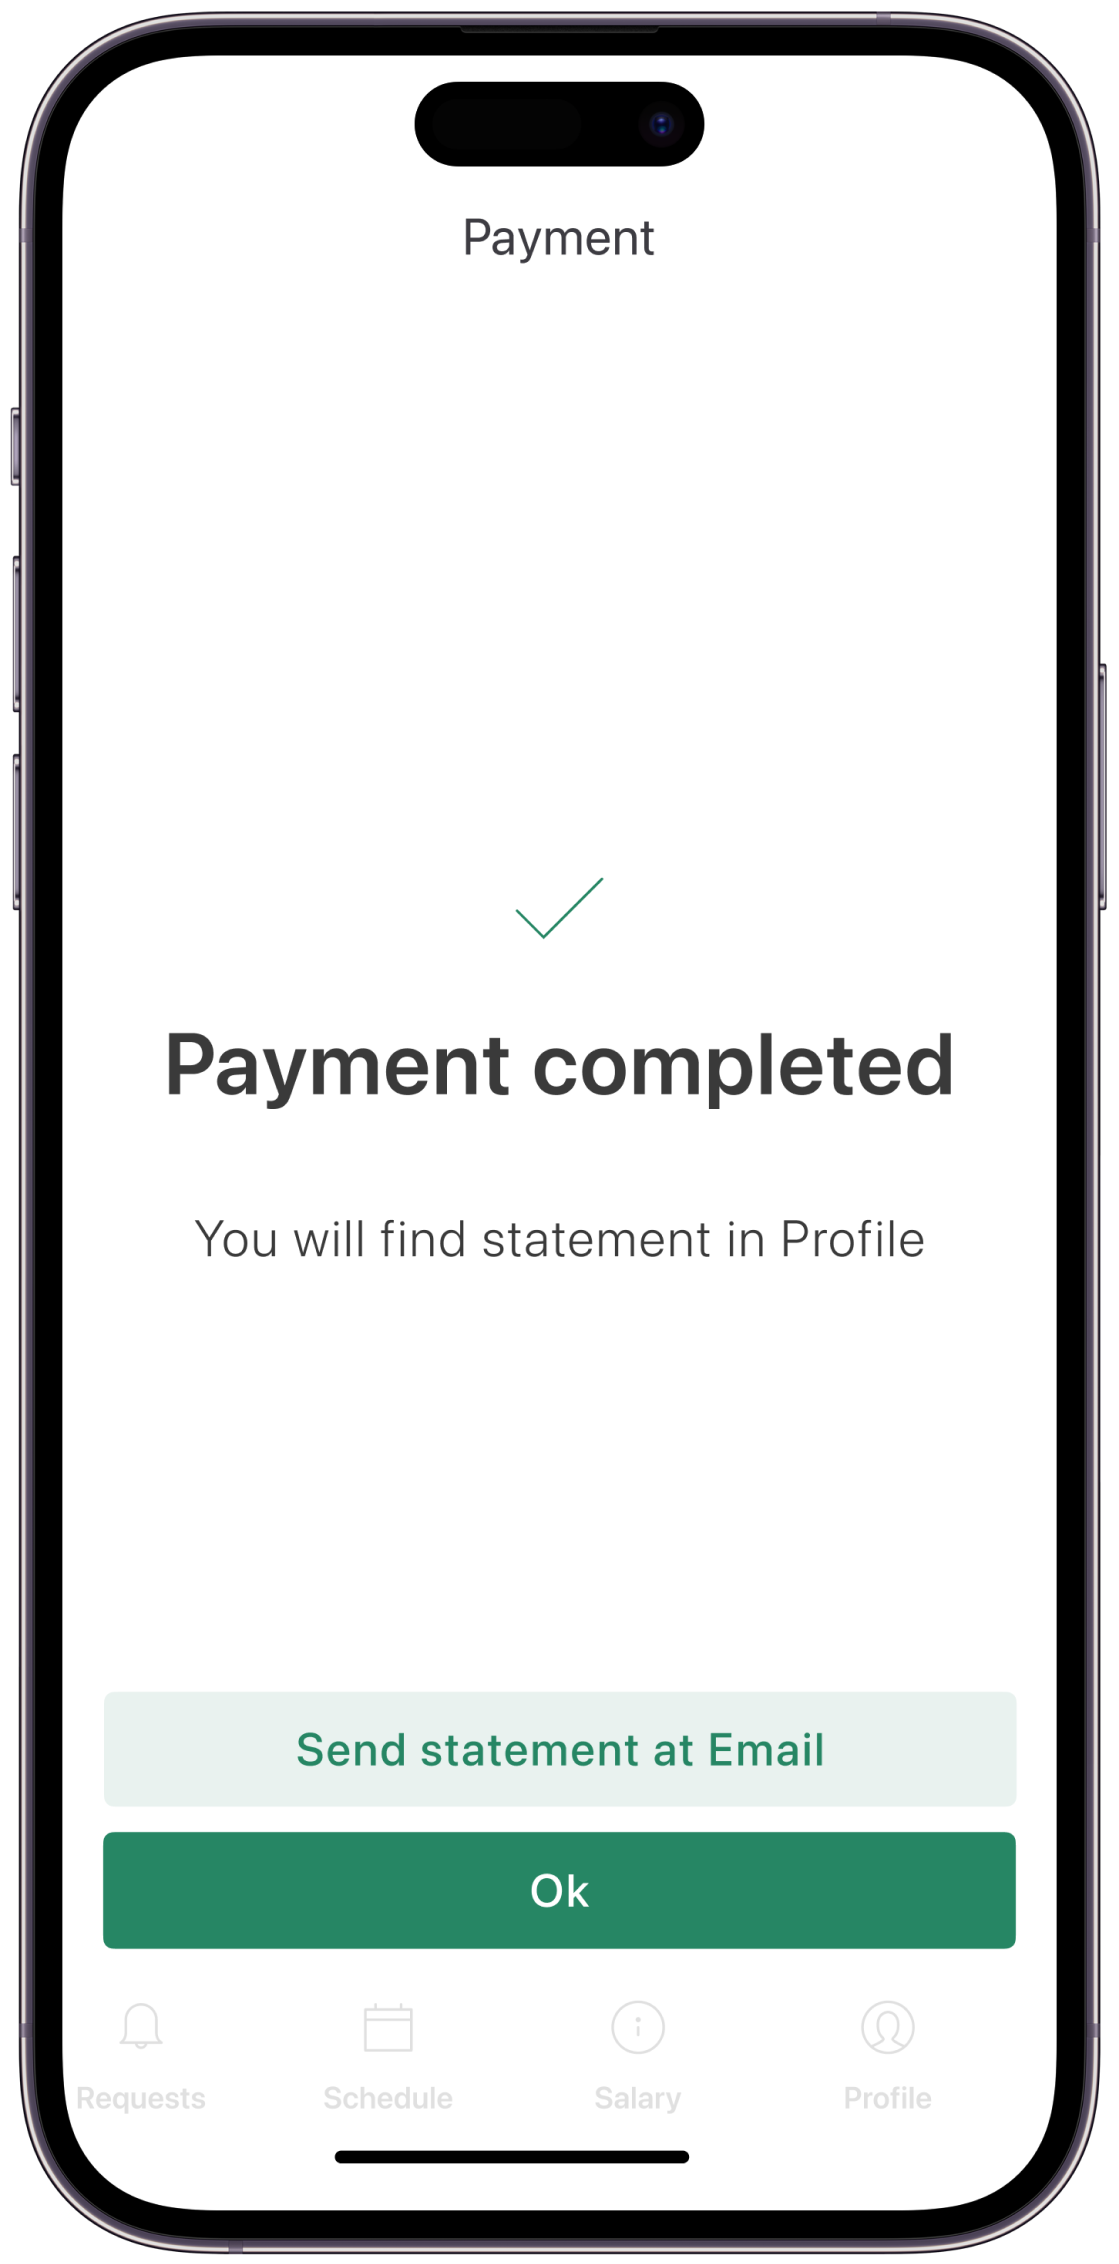 Payment
Payment completed
You will find statement in Profile
Send statement at Email
Ok
Requests Schedule Salary Profile